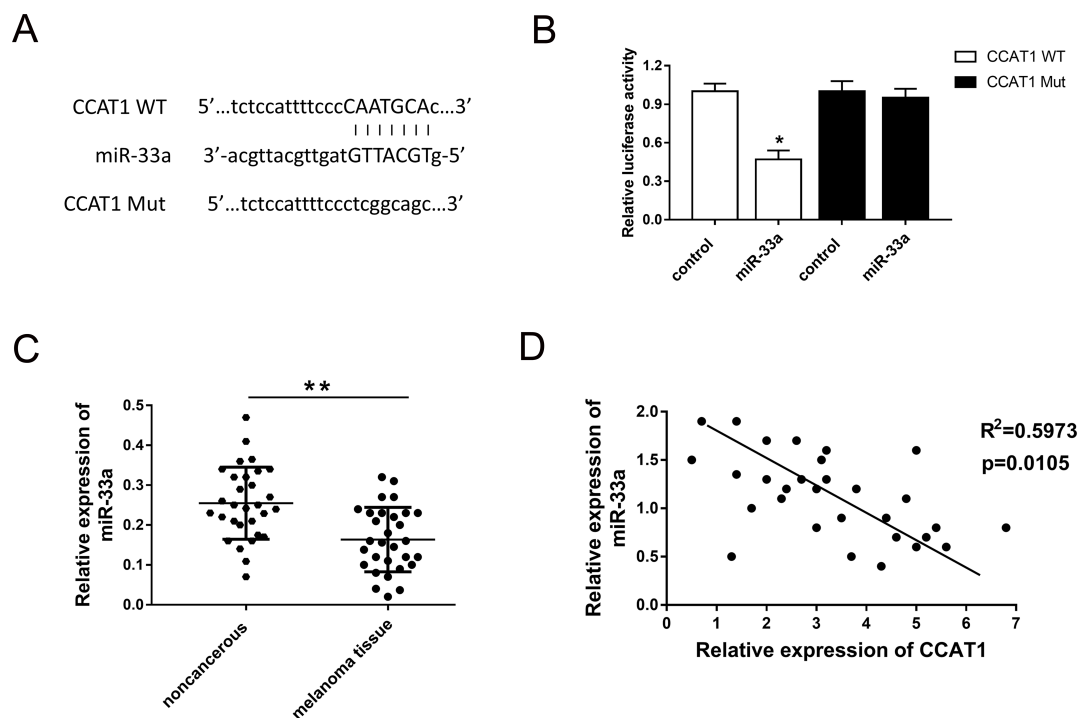 A
CCAT1 WT 5’...tctccattttcccCAATGCAc...3’
miR-33a 3’-acgttacgttgatGTTACGTg-5’
CCAT1 Mut 5’...tctccattttccctcggcagc...3’
B
CCAT1 WT
CCAT1 Mut
Relative luciferase activity
1.2
0.9
0.6
0.3
0.0
*
control
miR-33a
control
miR-33a
C
Relative expression of
miR-33a
0.5
0.4
0.3
0.2
0.1
0.0
**
noncancerous
melanoma tissue
D
Relative expression of
miR-33a
2.0
1.5
1.0
0.5
0.0
R²=0.5973
p=0.0105
0 1 2 3 4 5 6 7
Relative expression of CCAT1